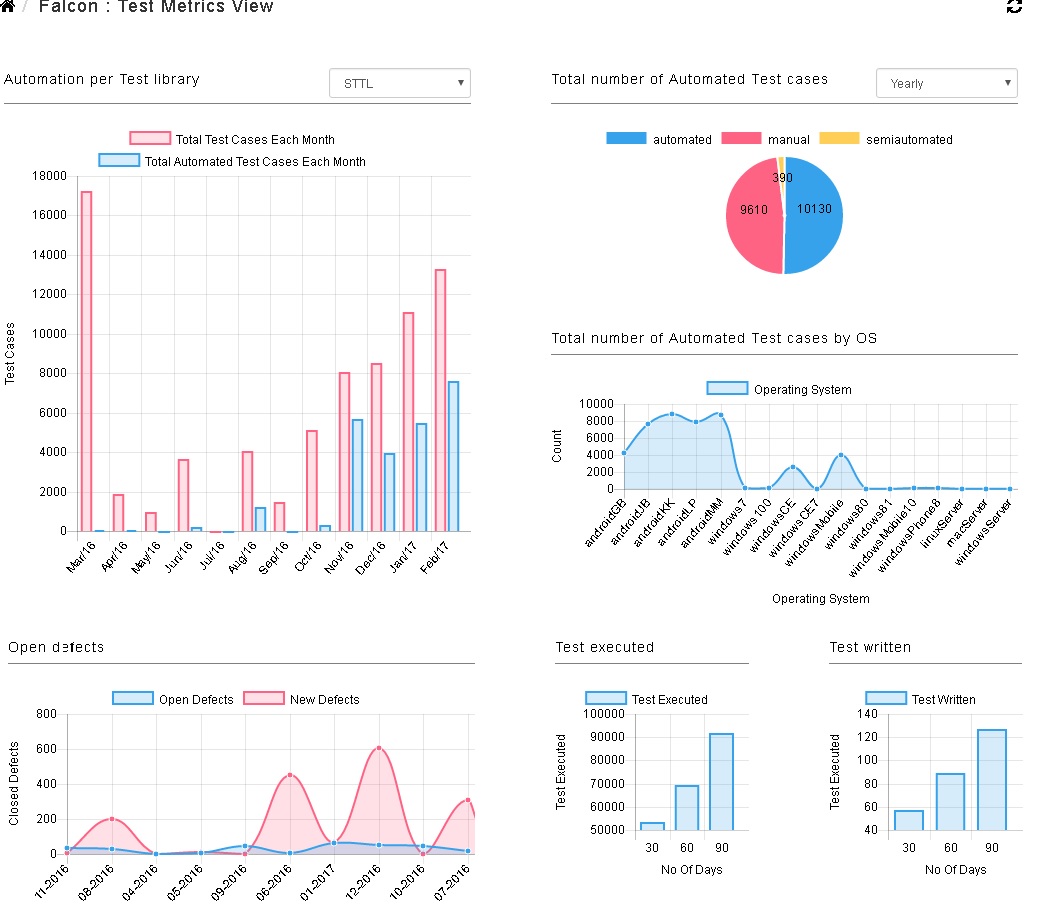 / Falcon : Test Metrics View
Automation per Test library
STTL
Total Test Cases Each Month
Total Automated Test Cases Each Month
Test Cases
18000
16000
14000
12000
10000
8000
6000
4000
2000
0
Mar/16 Apr/16 May/16 Jun/16 Jul/16 Aug/16 Sep/16 Oct/16 Nov/16 Dec/16 Jan/17 Feb/17
Total number of Automated Test cases
Yearly
automated manual semiautomated
390
9610 10130
Total number of Automated Test cases by OS
Operating System
Count
10000
8000
6000
4000
2000
0
androidGB androidJB androidKK androidLP androidMM windows7 windows100 windowsCE windowsCE7 windowsMobile windows80 windows81 windowsMobile10 windowsPhone8 linuxServer macServer windowsServer
Operating System
Open defects
Open Defects New Defects
Closed Defects
800
600
400
200
0
11-2016 08-2016 04-2016 05-2016 09-2016 06-2016 01-2017 12-2016 10-2016 07-2016
Test executed
Test Executed
Test Executed
100000
90000
80000
70000
60000
50000
30 60 90
No Of Days
Test written
Test Written
Test Executed
140
120
80
60
40
30 60 90
No Of Days